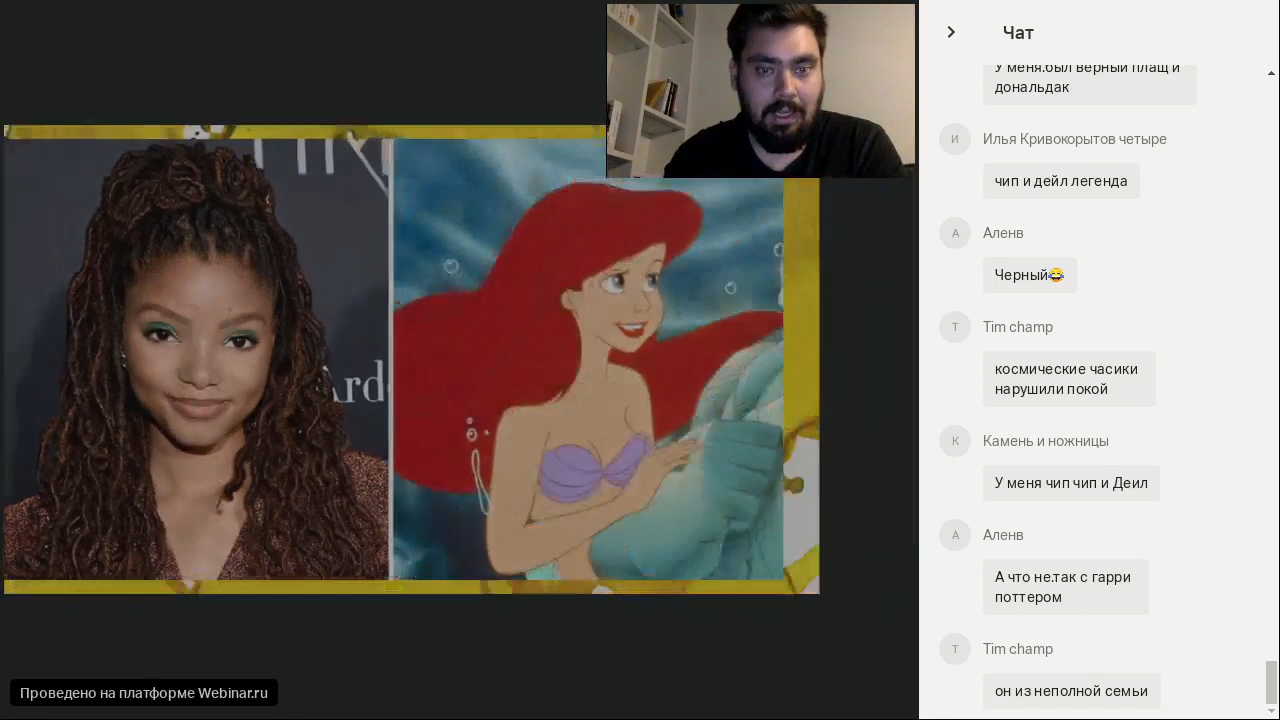 Чат
У меня.был верный плащ и
дональдак
И
Илья Кривокорытов четыре
чип и дейл легенда
А
Аленв
Черный😂
T
Tim champ
космические часики
нарушили покой
К
Камень и ножницы
У меня чип чип и Деил
А
Аленв
А что не.так с гарри
поттером
T
Tim champ
он из неполной семьи
Проведено на платформе Webinar.ru